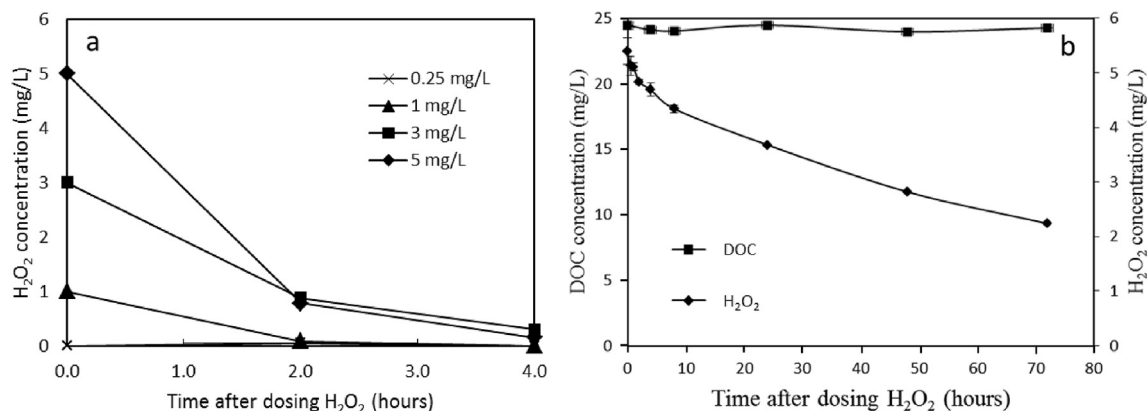 a
6
5
4
3
2
1
0
H₂O₂ concentration (mg/L)
0.0 1.0 2.0 3.0 4.0
Time after dosing H₂O₂ (hours)
0.25 mg/L
1 mg/L
3 mg/L
5 mg/L
b
25
20
15
10
5
0
DOC concentration (mg/L)
DOC
H₂O₂
6
5
4
3
2
1
0
H₂O₂ concentration (mg/L)
0 10 20 30 40 50 60 70 80
Time after dosing H₂O₂ (hours)